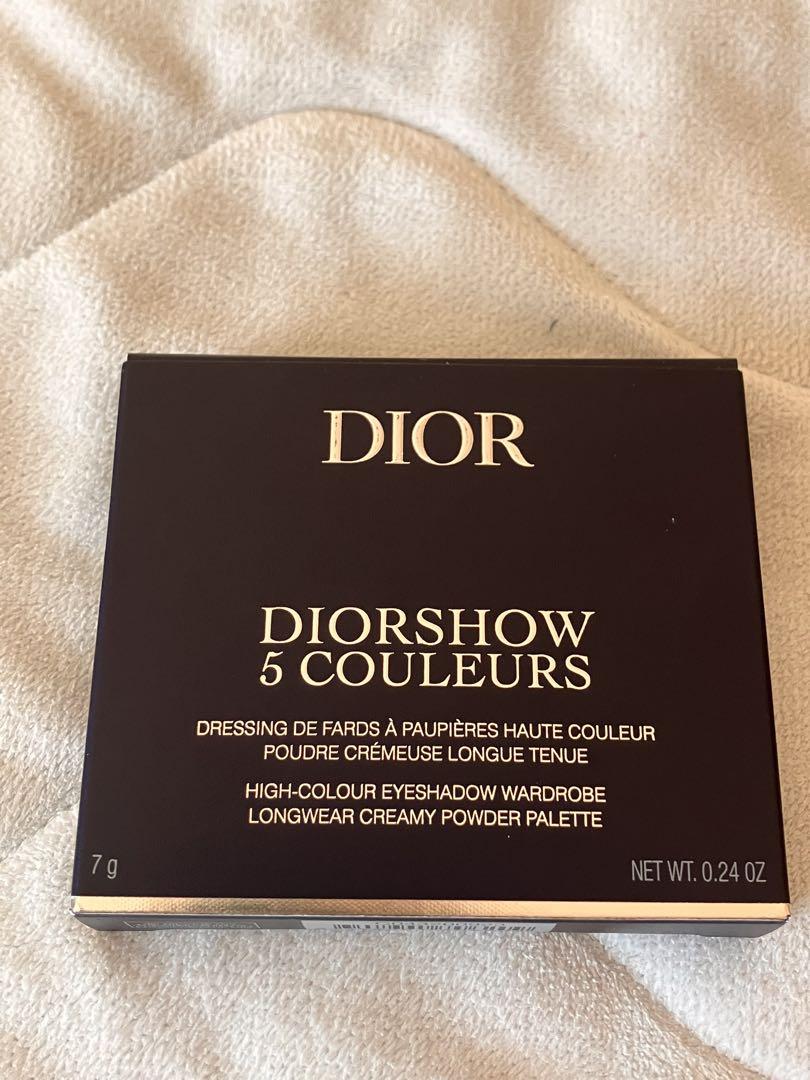 DIOR
DIORSHOW
5 COULEURS
DRESSING DE FARDS À PAUPIÈRES HAUTE COULEUR
POUDRE CRÉMEUSE LONGUE TENUE
HIGH-COLOUR EYESHADOW WARDROBE
LONGWEAR CREAMY POWDER PALETTE
7 g
NET WT. 0.24 OZ